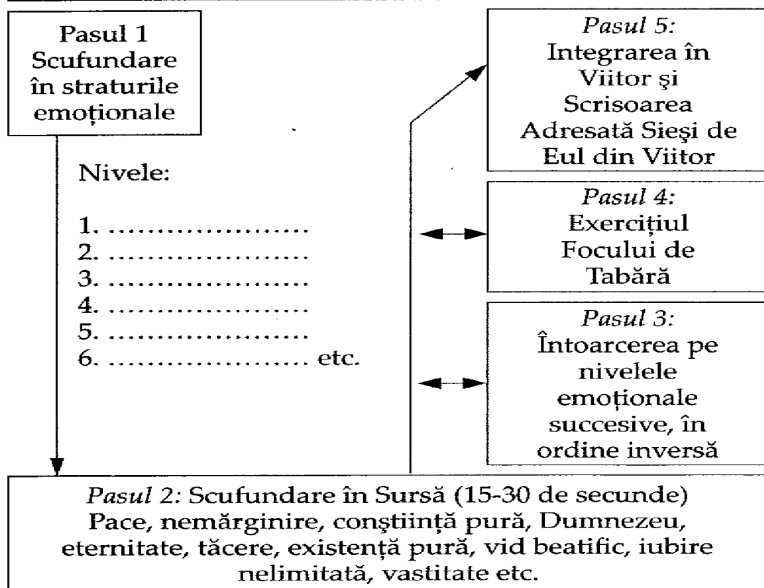 Pasul 1
Scufundare
în straturile
emoționale
Nivele:
1. ......................
2. ......................
3. ......................
4. ......................
5. ......................
6. ...................... etc.
Pasul 5:
Integrarea în
Viitor şi
Scrisoarea
Adresată Sieşi de
Eul din Viitor
Pasul 4:
Exercițiul
Focului de
Tabără
Pasul 3:
Întoarcerea pe
nivelele
emoționale
succesive, în
ordine inversă
Pasul 2: Scufundare în Sursă (15-30 de secunde)
Pace, nemărginire, conştiință pură, Dumnezeu,
eternitate, tăcere, existență pură, vid beatific, iubire
nelimitată, vastitate etc.